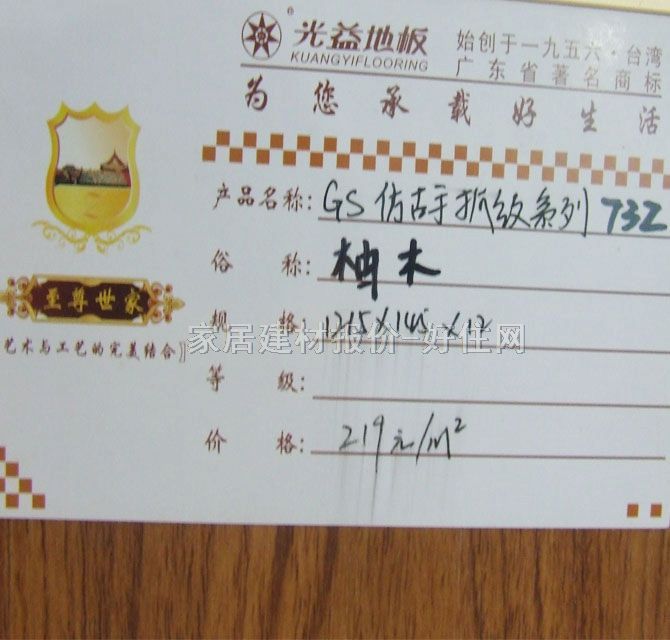 ®
光益地板
KUANGYIFLOORING
始创于一九五六·台湾
广东省著名商标
为您承载好生活
产品名称: GS 仿古手抓纹系列 732
俗 称: 柚木
至尊世家
规 格: 1215X145X12
艺术与工艺的完美结合》
家居建材报价-好住网
等 级:
价 格: 219元/m²